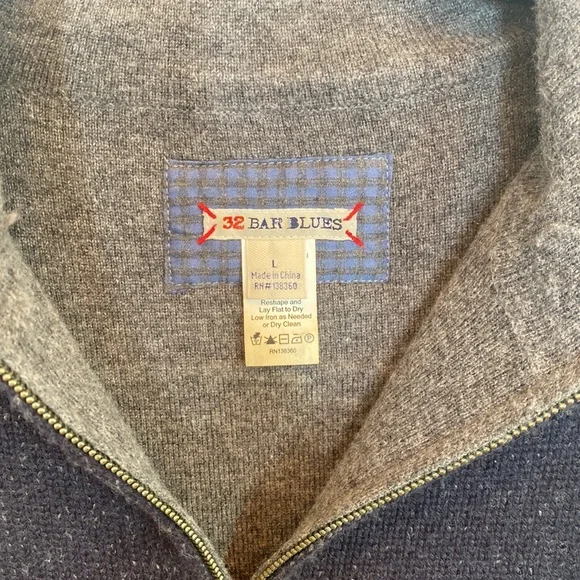 32 BAR BLUES
L
Made in China
RN#138360
Reshape and
Lay Flat to Dry
Low Iron as Needed
or Dry Clean
RN138360